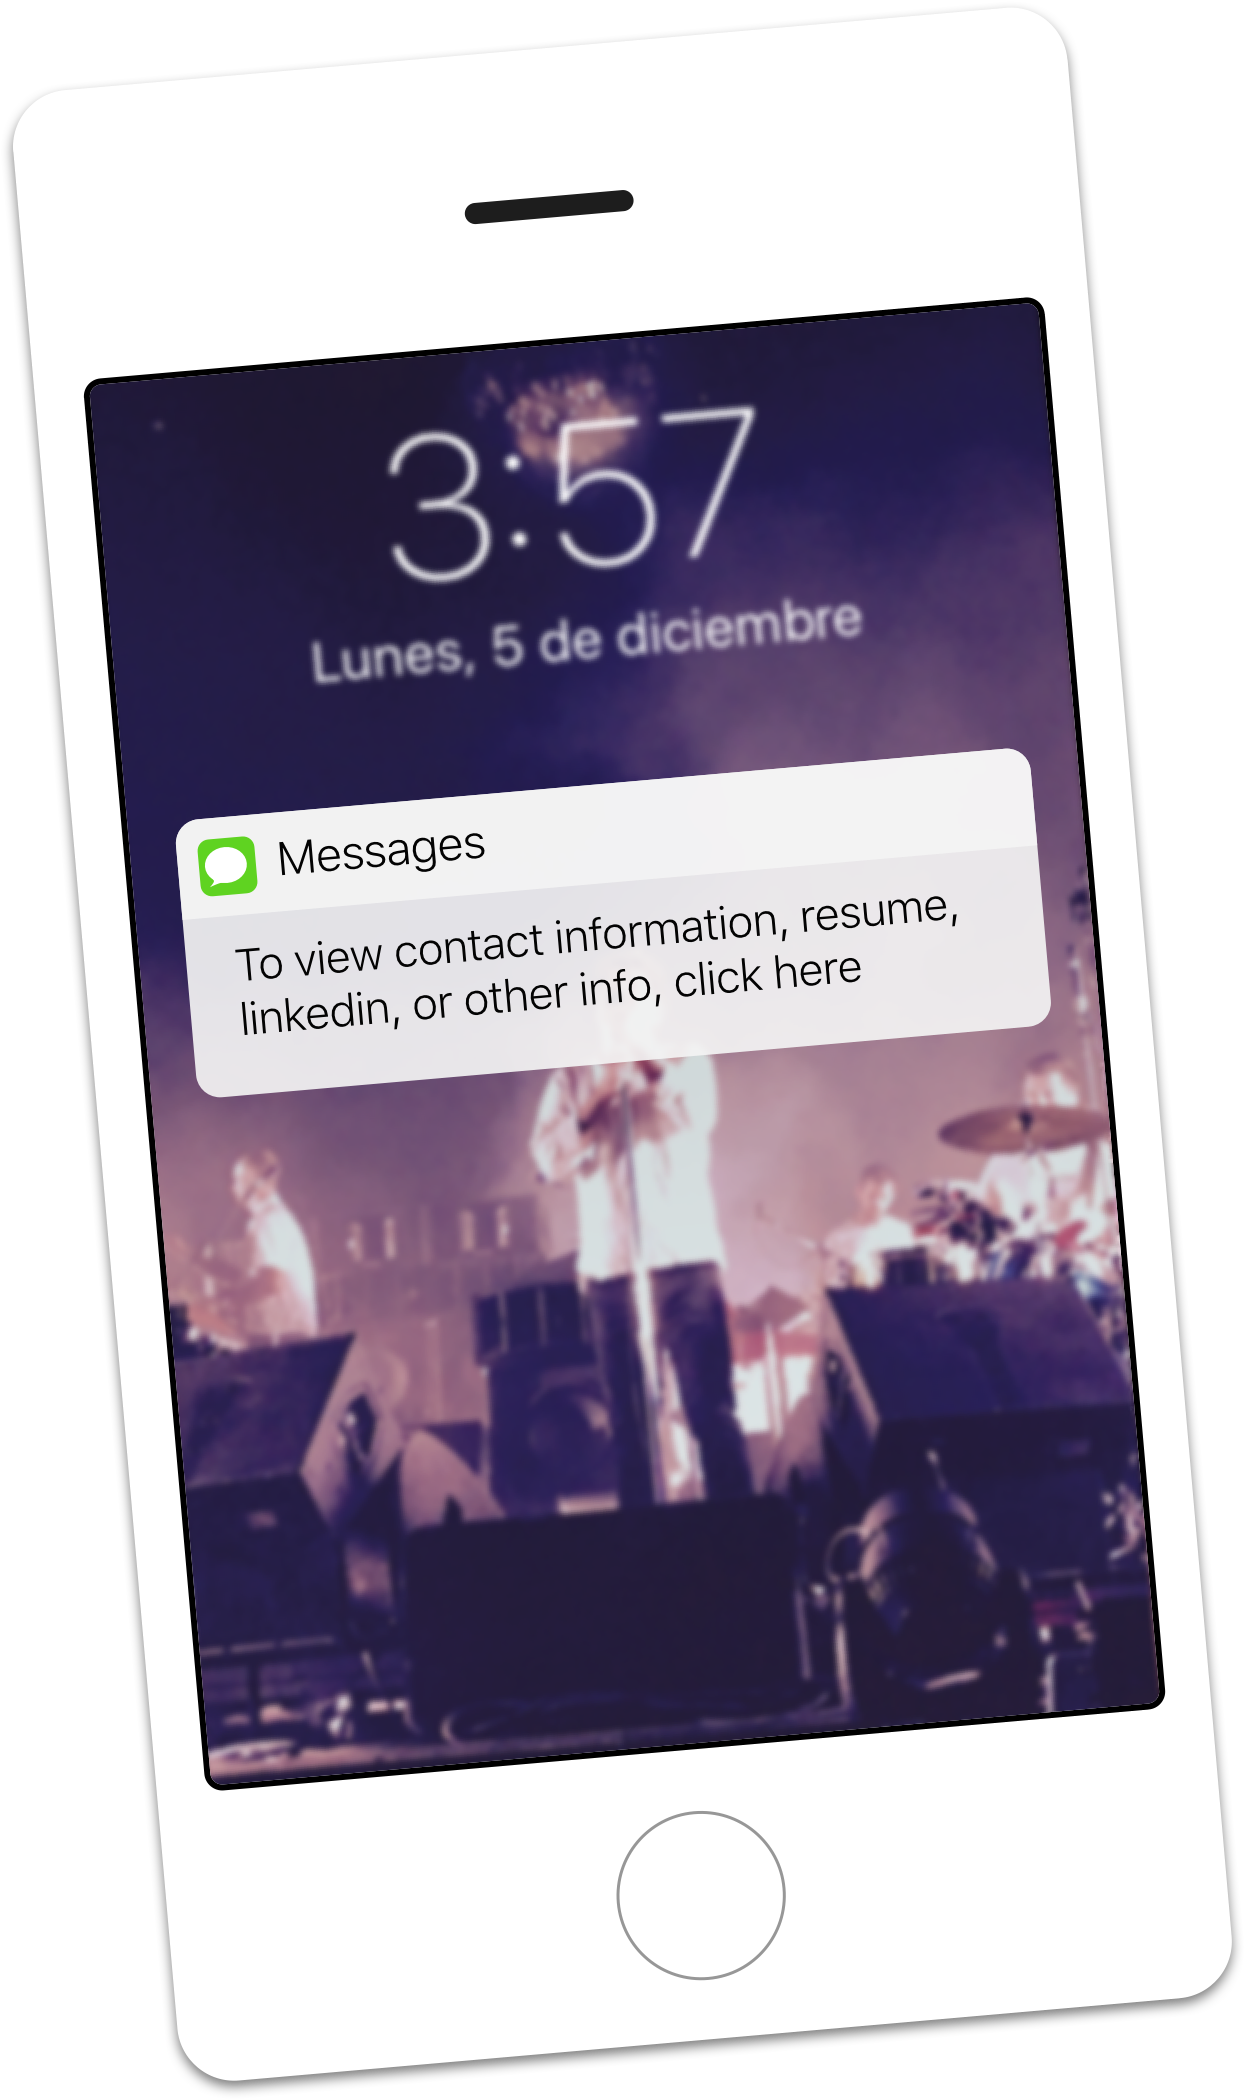 3:57
Lunes, 5 de diciembre
Messages
To view contact information, resume,
linkedin, or other info, click here